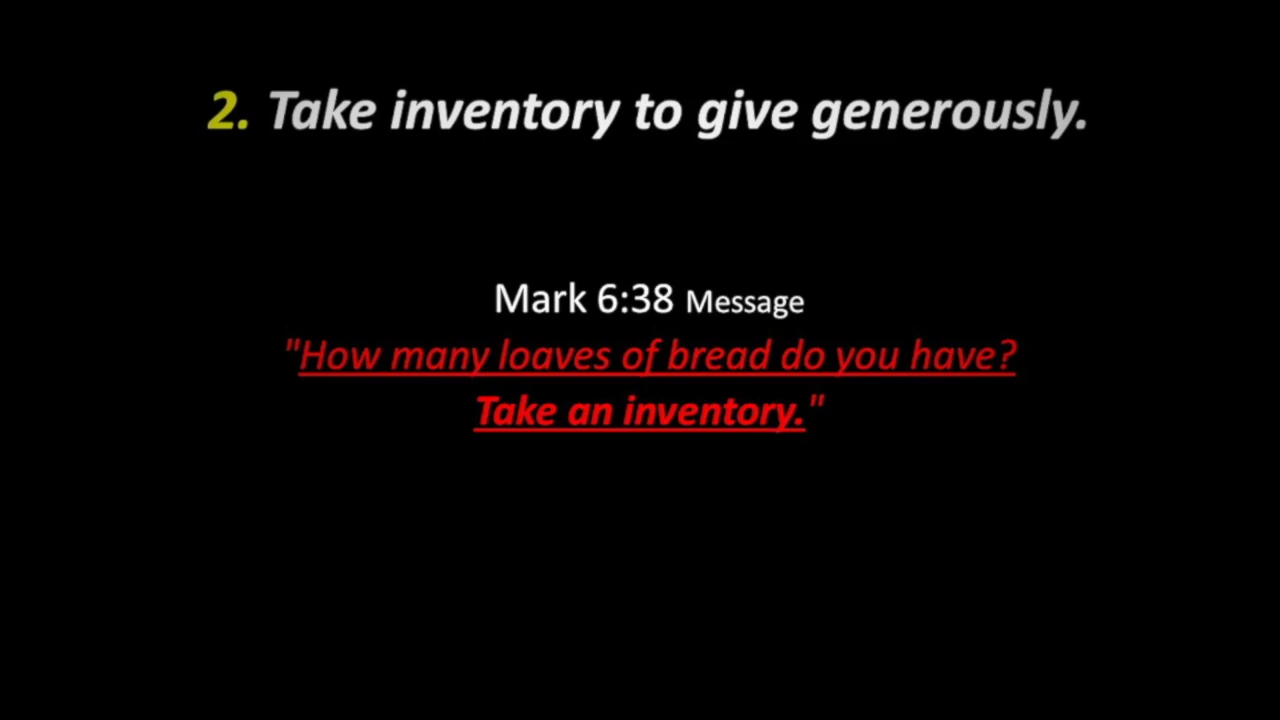 2. Take inventory to give generously.
Mark 6:38 Message
"How many loaves of bread do you have?
Take an inventory."